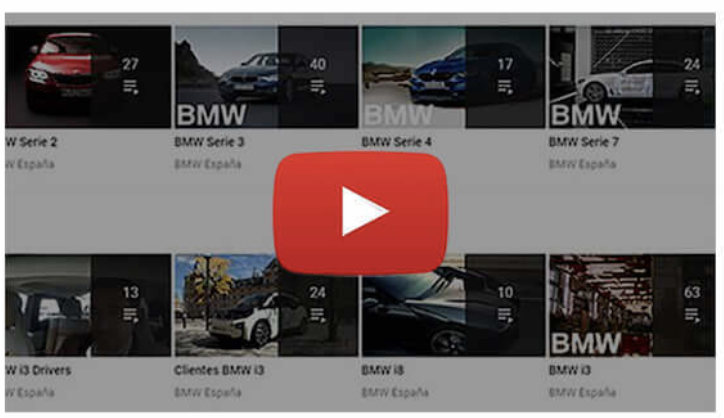 27
40
17
24
BMW
BMW
BMW
W Serie 2
BMW Serie 3
BMW Serie 4
BMW Serie 7
W España
BMW España
BMW España
BMW España
13
24
10
63
BMW
W i3 Drivers
Clientes BMW i3
BMW i8
BMW i3
W España
BMW España
BMW España
BMW España